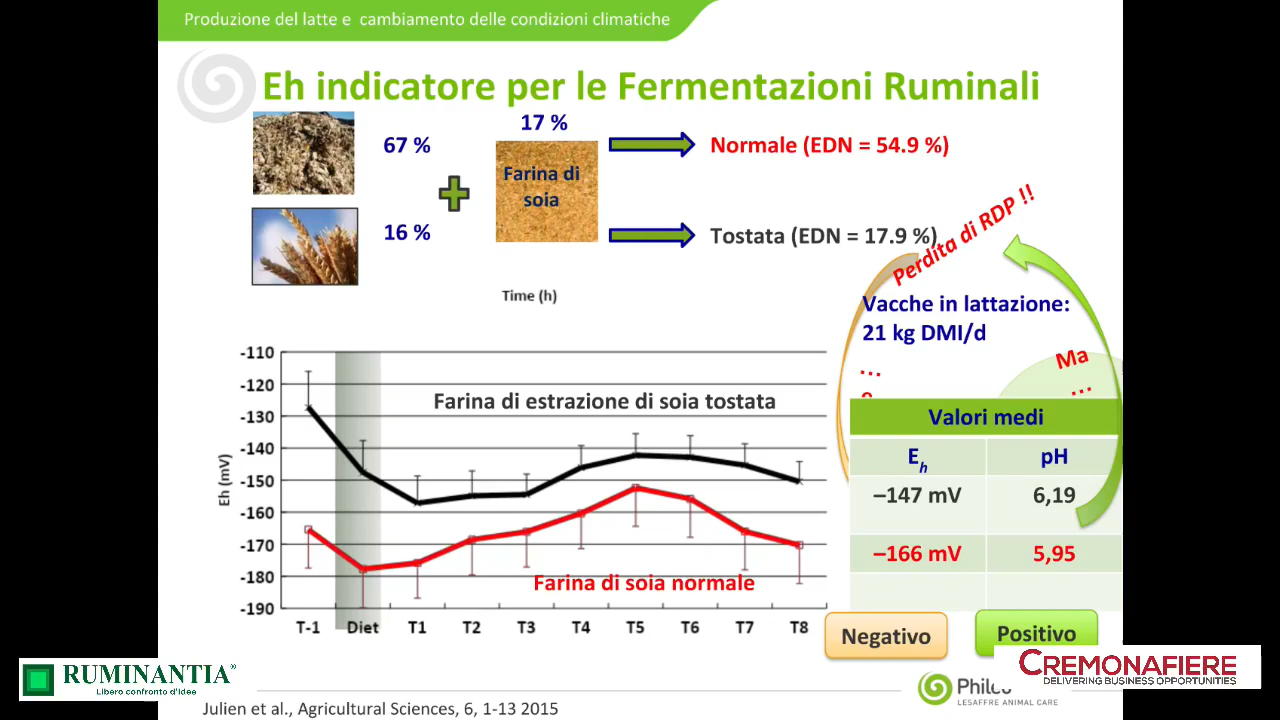 Produzione del latte e cambiamento delle condizioni climatiche
Eh indicatore per le Fermentazioni Ruminali
67 %
16 %
17 %
Farina di
soia
Normale (EDN = 54.9 %)
Tostata (EDN = 17.9 %)
Perdita di RDP !!
Vacche in lattazione:
21 kg DMI/d
...
Ma
...
Time (h)
Eh (mV)
-110
-120
-130
-140
-150
-160
-170
-180
-190
Farina di estrazione di soia tostata
Farina di soia normale
T-1 Diet T1 T2 T3 T4 T5 T6 T7 T8
Valori medi
Eh pH
–147 mV 6,19
–166 mV 5,95
Negativo
Positivo
RUMINANTIA®
Libero confronto d'Idee
CREMONAFIERE
DELIVERING BUSINESS OPPORTUNITIES
LESAFFRE ANIMAL CARE
Julien et al., Agricultural Sciences, 6, 1-13 2015